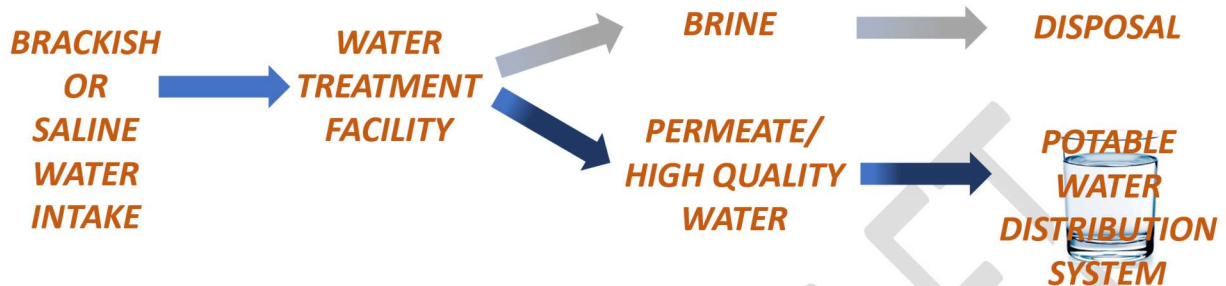 BRACKISH
OR
SALINE
WATER
INTAKE
WATER
TREATMENT
FACILITY
BRINE
DISPOSAL
PERMEATE/
HIGH QUALITY
WATER
POTABLE
WATER
DISTRIBUTION
SYSTEM